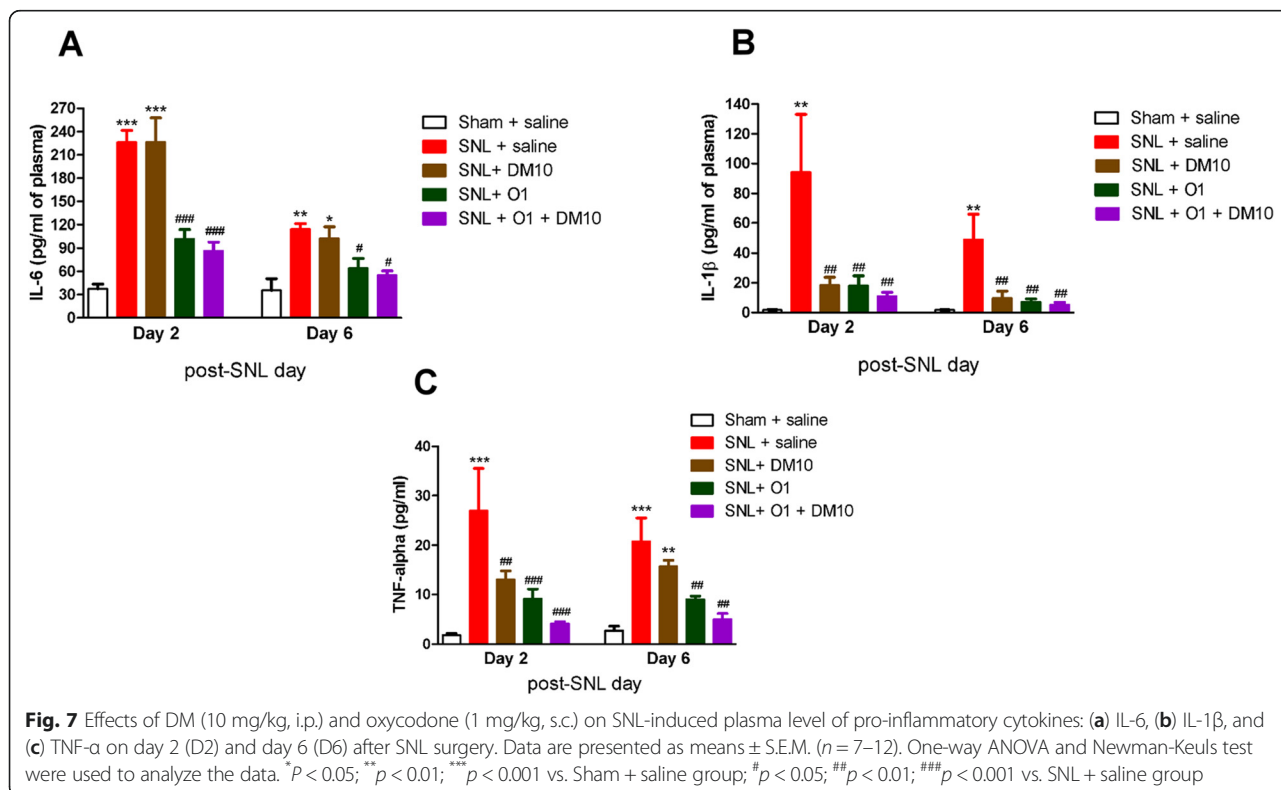 A
IL-6 (pg/ml of plasma)
270
240
210
180
150
120
90
60
30
0
***
***
###
###
**
*
#
#
Day 2
Day 6
post-SNL day
Sham + saline
SNL + saline
SNL+ DM10
SNL+ O1
SNL + O1 + DM10
B
IL-1β (pg/ml of plasma)
140
120
100
80
60
40
20
0
**
##
##
##
**
##
##
##
Day 2
Day 6
post-SNL day
Sham + saline
SNL + saline
SNL + DM10
SNL + O1
SNL + O1 + DM10
C
TNF-alpha (pg/ml)
40
30
20
10
0
***
##
###
###
***
**
##
##
Day 2
Day 6
post-SNL day
Sham + saline
SNL + saline
SNL+ DM10
SNL+ O1
SNL+ O1 + DM10
Fig. 7 Effects of DM (10 mg/kg, i.p.) and oxycodone (1 mg/kg, s.c.) on SNL-induced plasma level of pro-inflammatory cytokines: (a) IL-6, (b) IL-1β, and
(c) TNF-α on day 2 (D2) and day 6 (D6) after SNL surgery. Data are presented as means ± S.E.M. (n = 7–12). One-way ANOVA and Newman-Keuls test
were used to analyze the data. *P < 0.05; **p < 0.01; ***p < 0.001 vs. Sham + saline group; #p < 0.05; ##p < 0.01; ###p < 0.001 vs. SNL + saline group